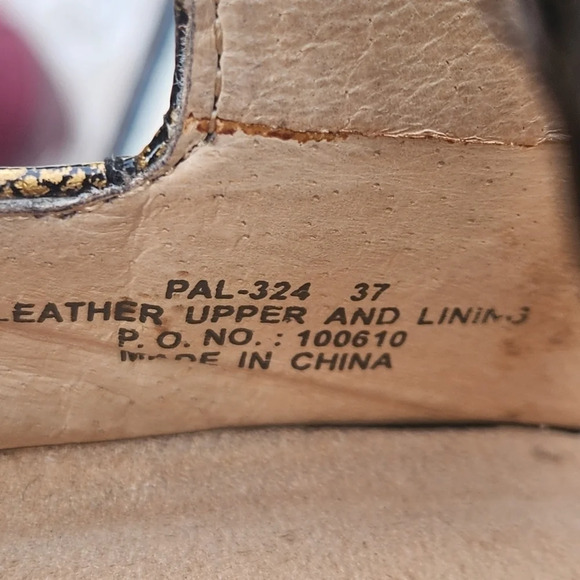 PAL-324 37
LEATHER UPPER AND LINING
P. O. NO. : 100610
MADE IN CHINA